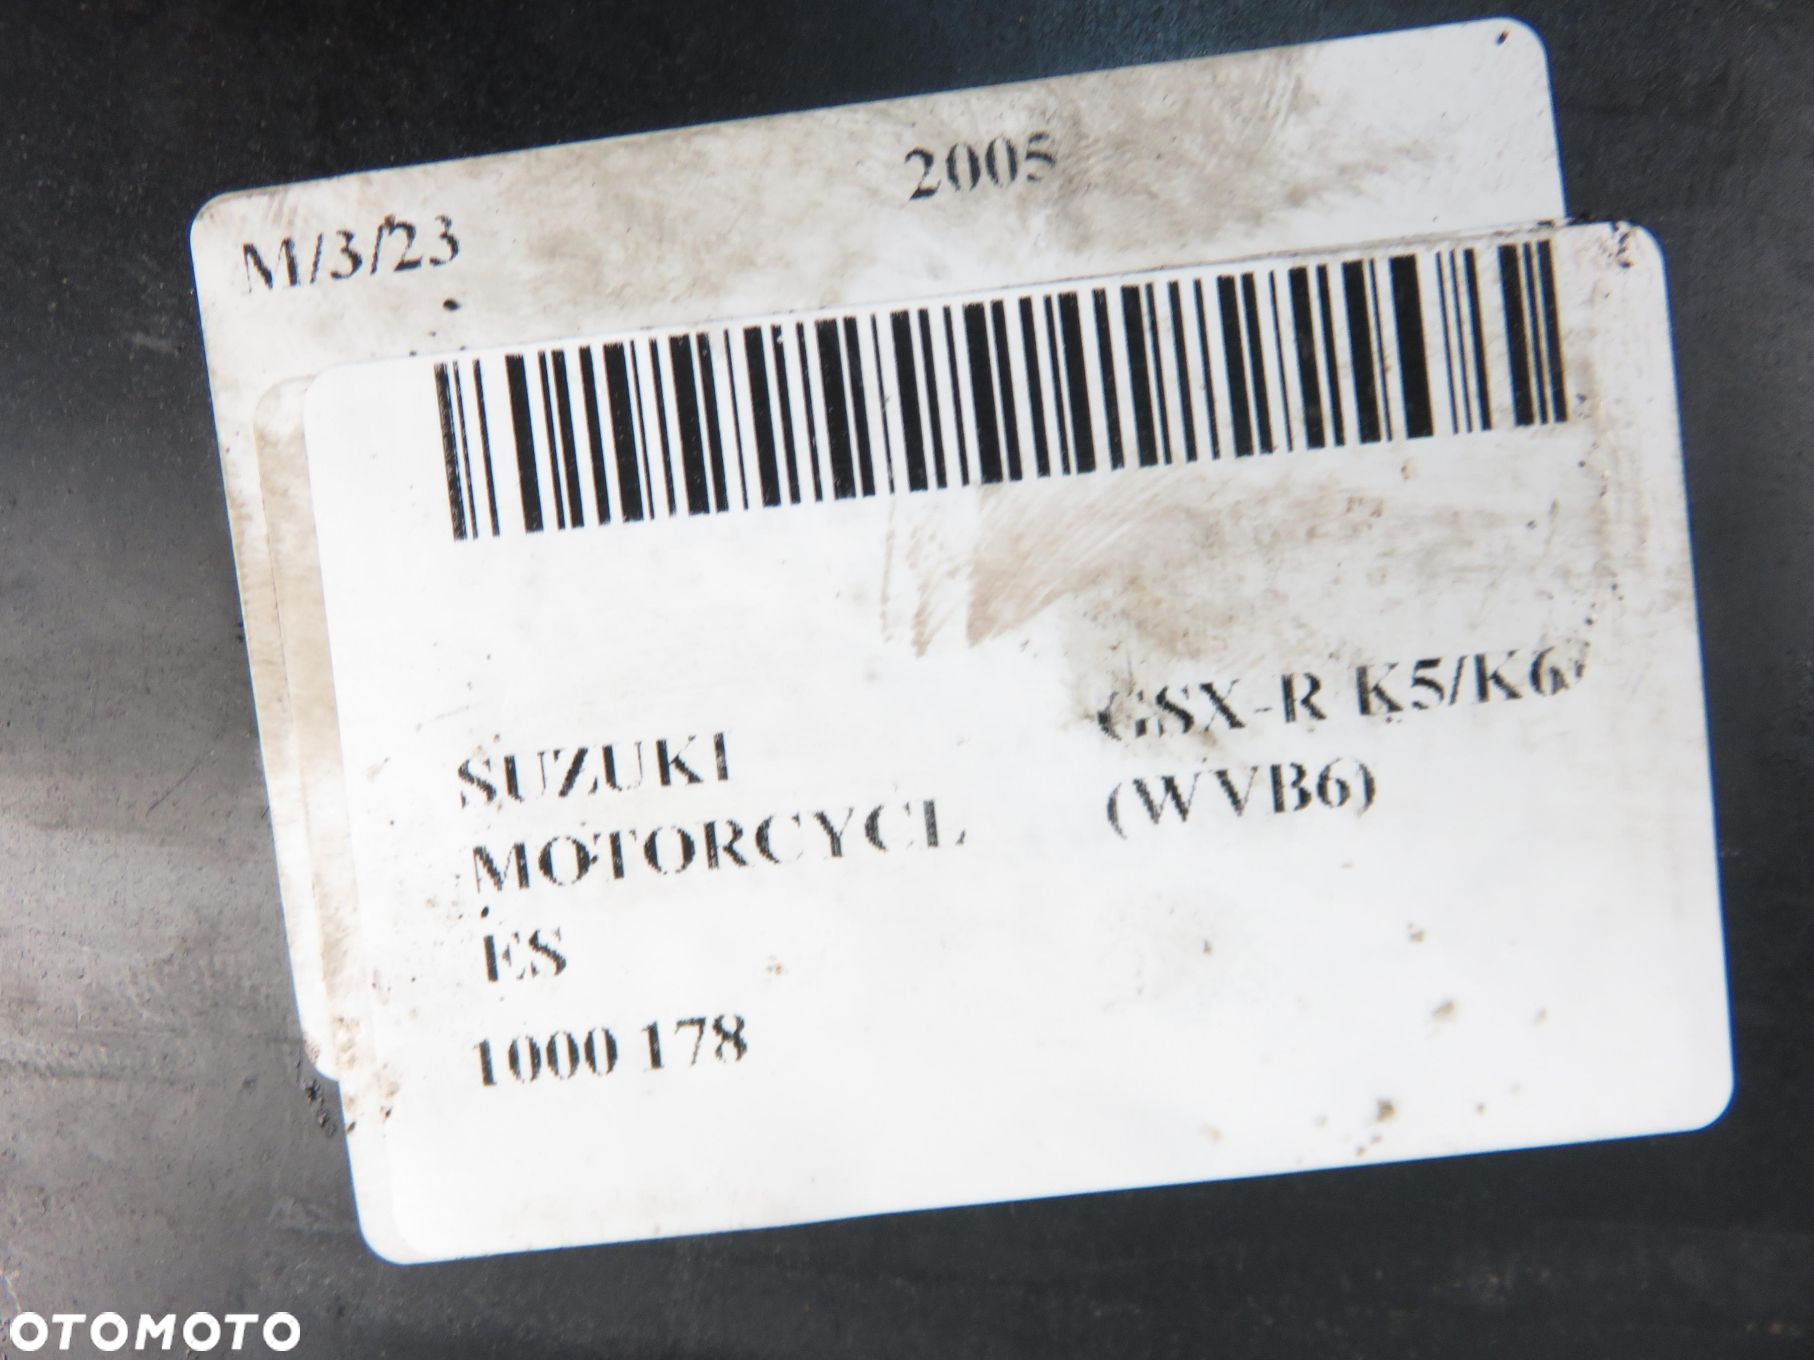 M/3/23 2005
SUZUKI GSX-R K5/K6
MOTORCYCL (WVB6)
ES
1000 178
OTOMOTO